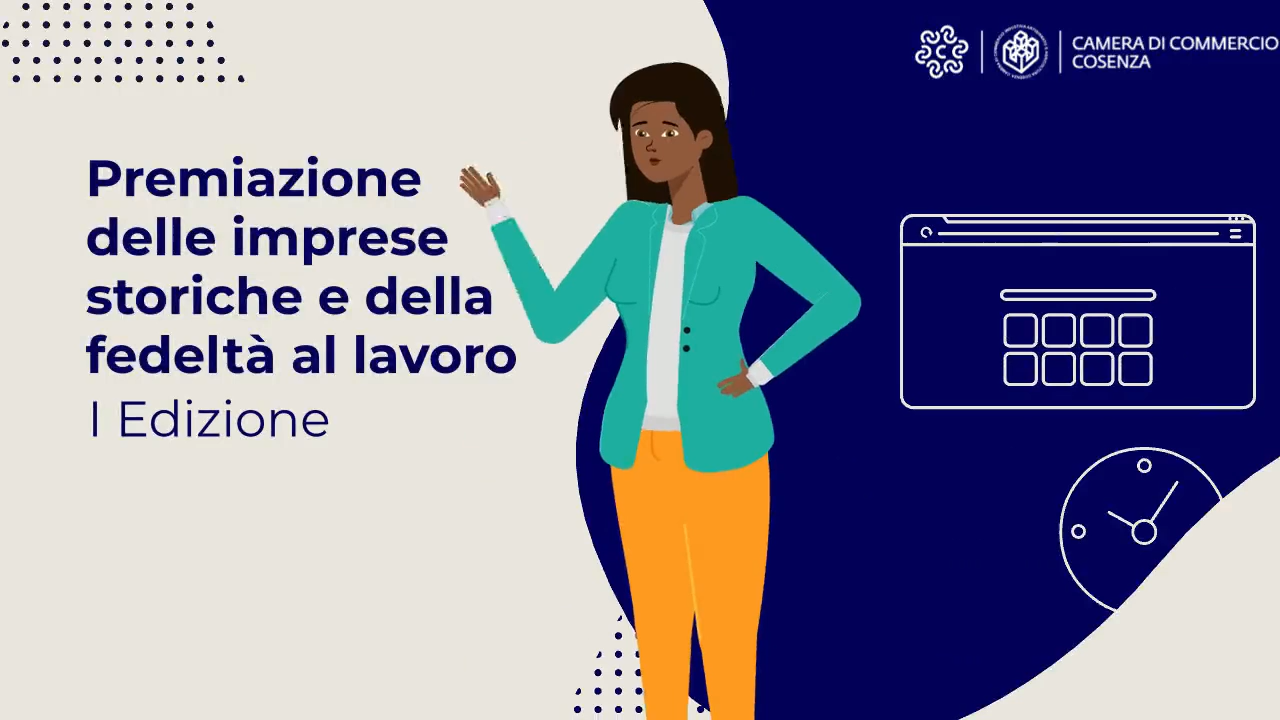 CAMERA DI COMMERCIO
COSENZA
Premiazione
delle imprese
storiche e della
fedeltà al lavoro
I Edizione